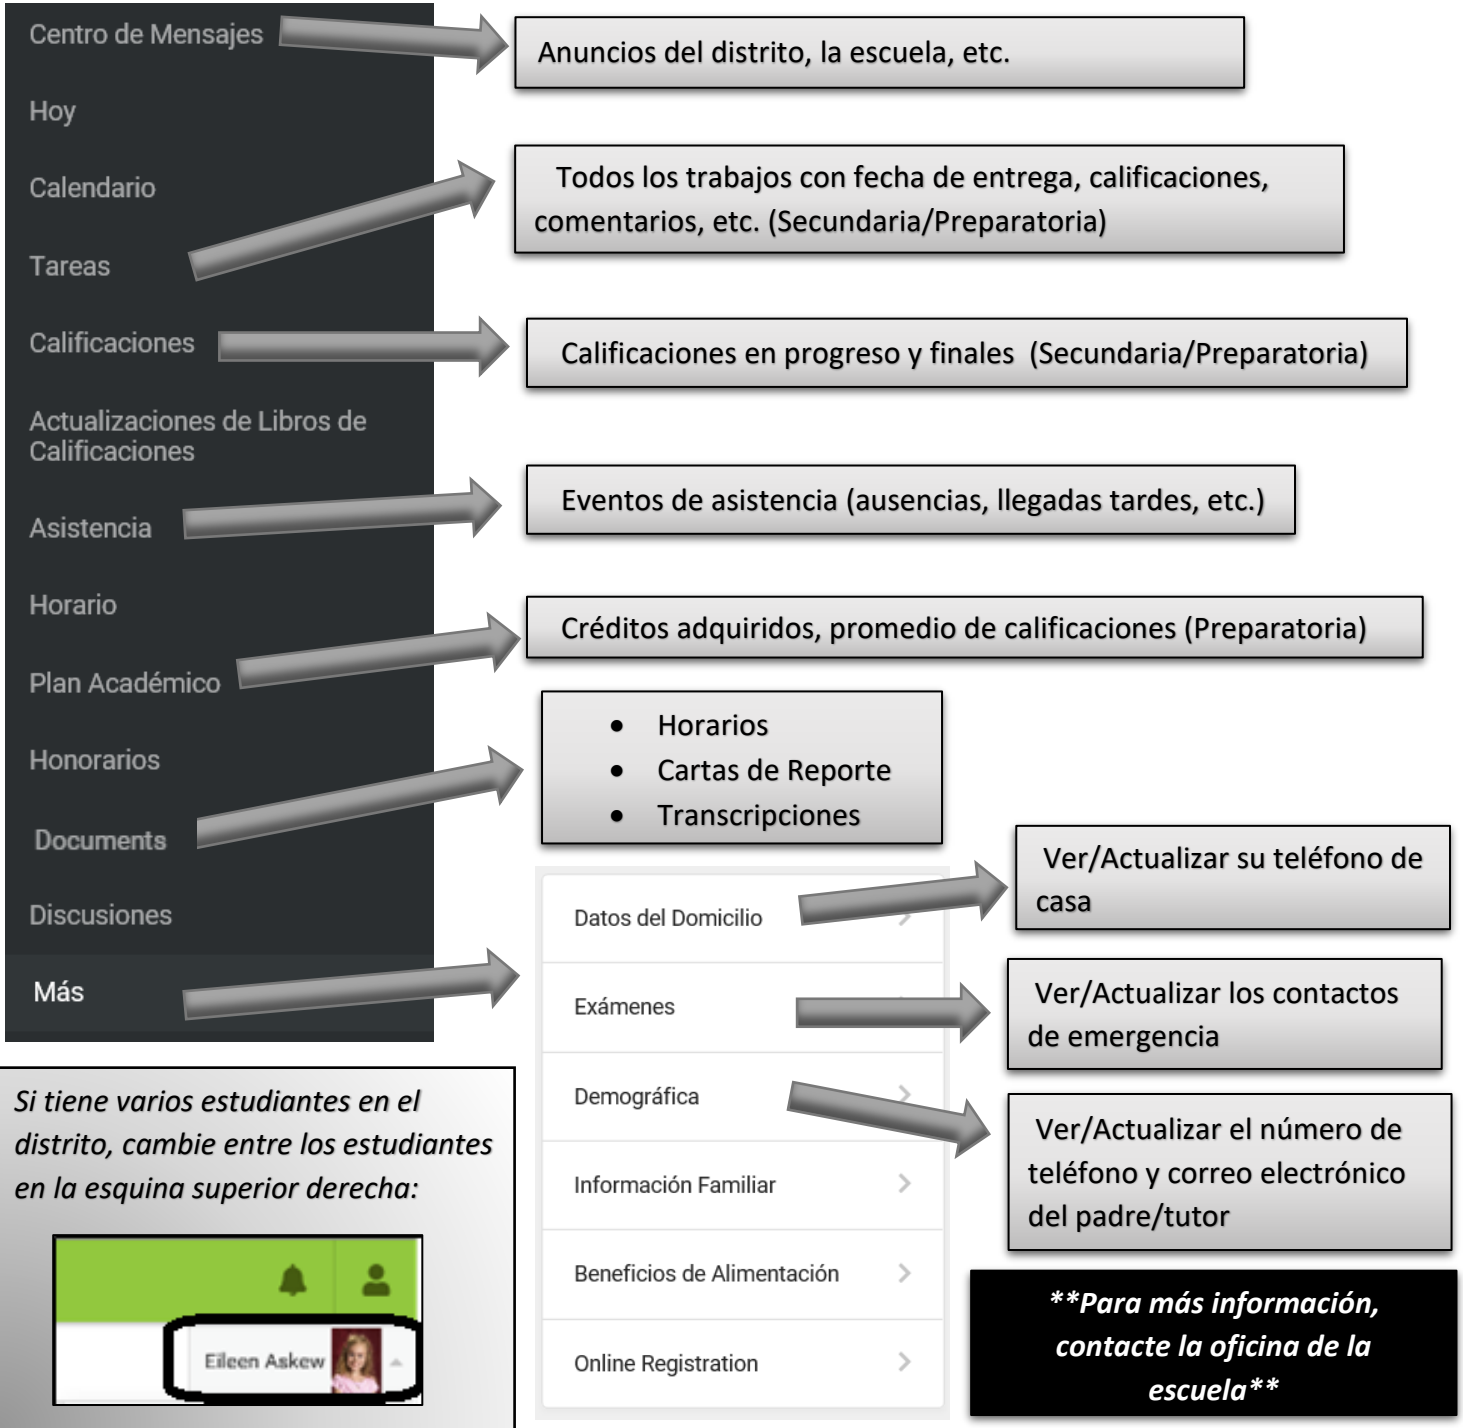 Centro de Mensajes
Anuncios del distrito, la escuela, etc.
Hoy
Calendario
Todos los trabajos con fecha de entrega, calificaciones,
comentarios, etc. (Secundaria/Preparatoria)
Tareas
Calificaciones
Calificaciones en progreso y finales (Secundaria/Preparatoria)
Actualizaciones de Libros de
Calificaciones
Asistencia
Eventos de asistencia (ausencias, llegadas tardes, etc.)
Horario
Créditos adquiridos, promedio de calificaciones (Preparatoria)
Plan Académico
Honorarios
• Horarios
• Cartas de Reporte
• Transcripciones
Documents
Discusiones
Más
Datos del Domicilio
Ver/Actualizar su teléfono de
casa
Exámenes
Ver/Actualizar los contactos
de emergencia
Demográfica
Ver/Actualizar el número de
teléfono y correo electrónico
del padre/tutor
Información Familiar
Beneficios de Alimentación
Online Registration
Si tiene varios estudiantes en el
distrito, cambie entre los estudiantes
en la esquina superior derecha:
Eileen Askew
**Para más información,
contacte la oficina de la
escuela**